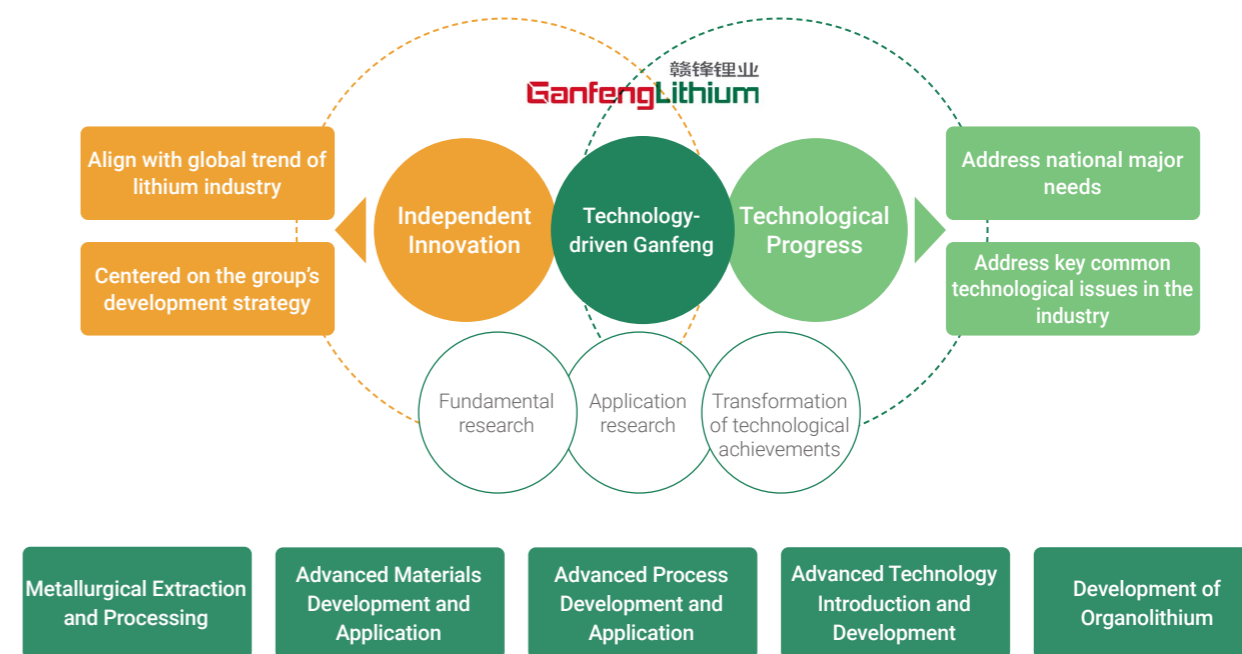 赣锋锂业
GanfengLithium
Align with global trend of
lithium industry
Centered on the group's
development strategy
Independent
Innovation
Technology-
driven Ganfeng
Technological
Progress
Address national major
needs
Address key common
technological issues in the
industry
Fundamental
research
Application
research
Transformation
of technological
achievements
Metallurgical Extraction
and Processing
Advanced Materials
Development and
Application
Advanced Process
Development and
Application
Advanced Technology
Introduction and
Development
Development of
Organolithium